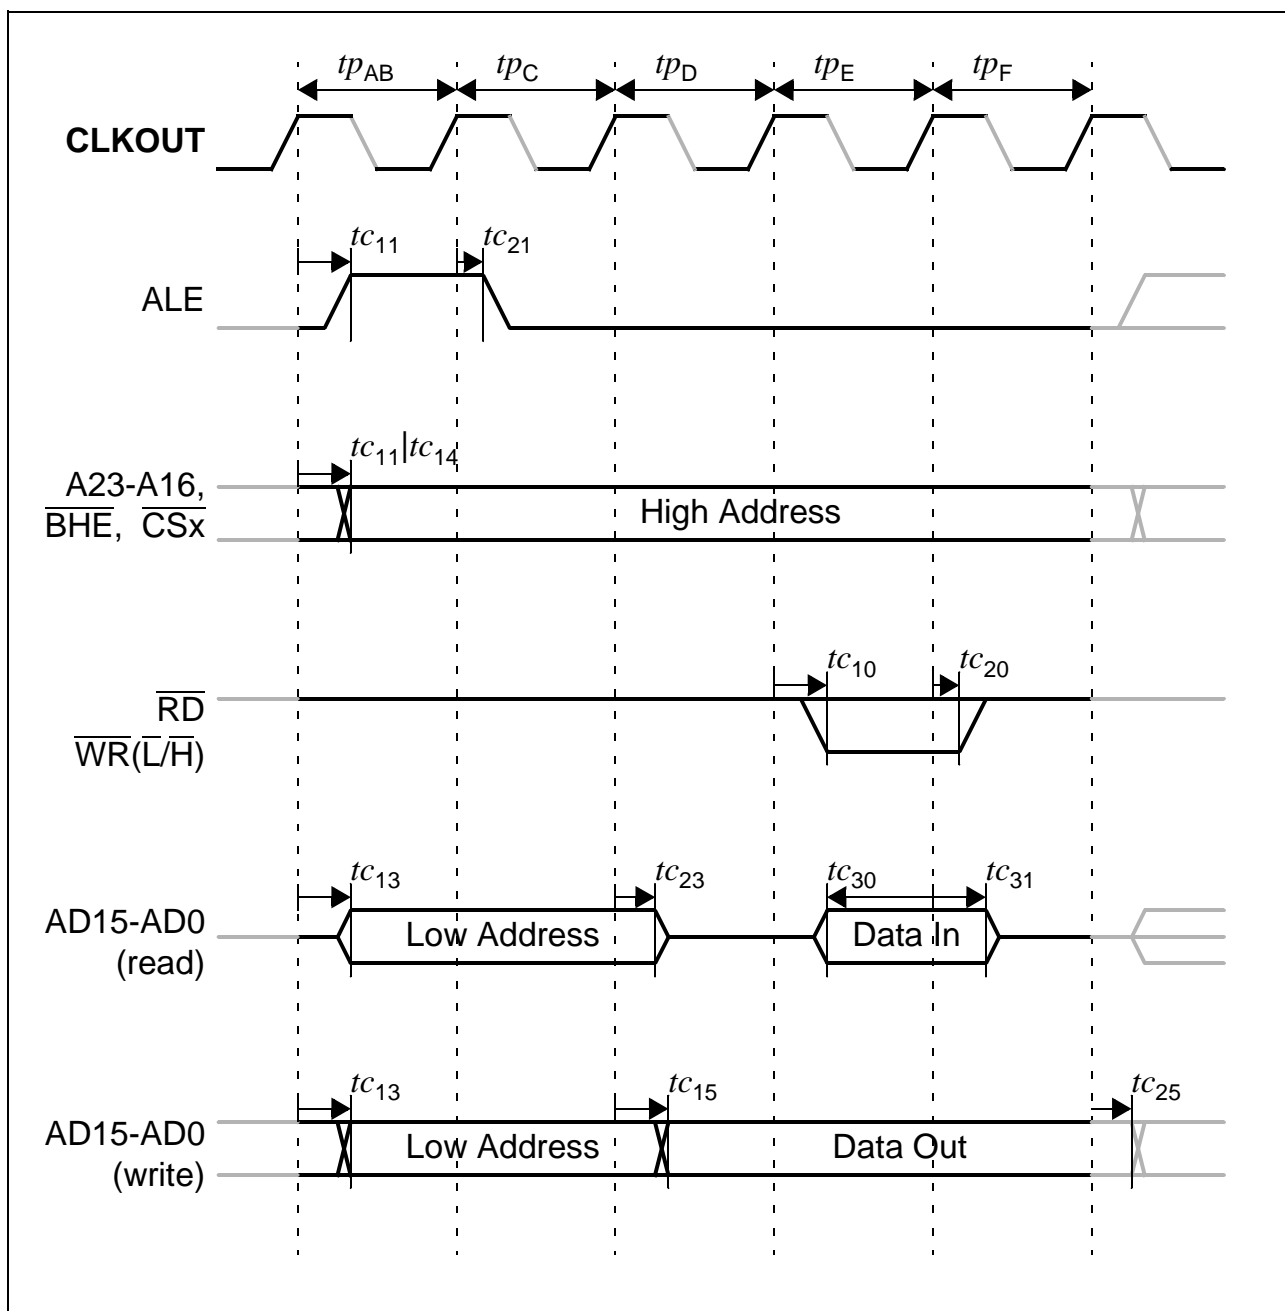 tpAB tpC tpD tpE tpF
CLKOUT
tc11 tc21
ALE
tc11|tc14
A23-A16,
BHE, CSx
High Address
tc10 tc20
RD
WR(L/H)
tc13 tc23 tc30 tc31
AD15-AD0
(read)
Low Address Data In
tc13 tc15 tc25
AD15-AD0
(write)
Low Address Data Out